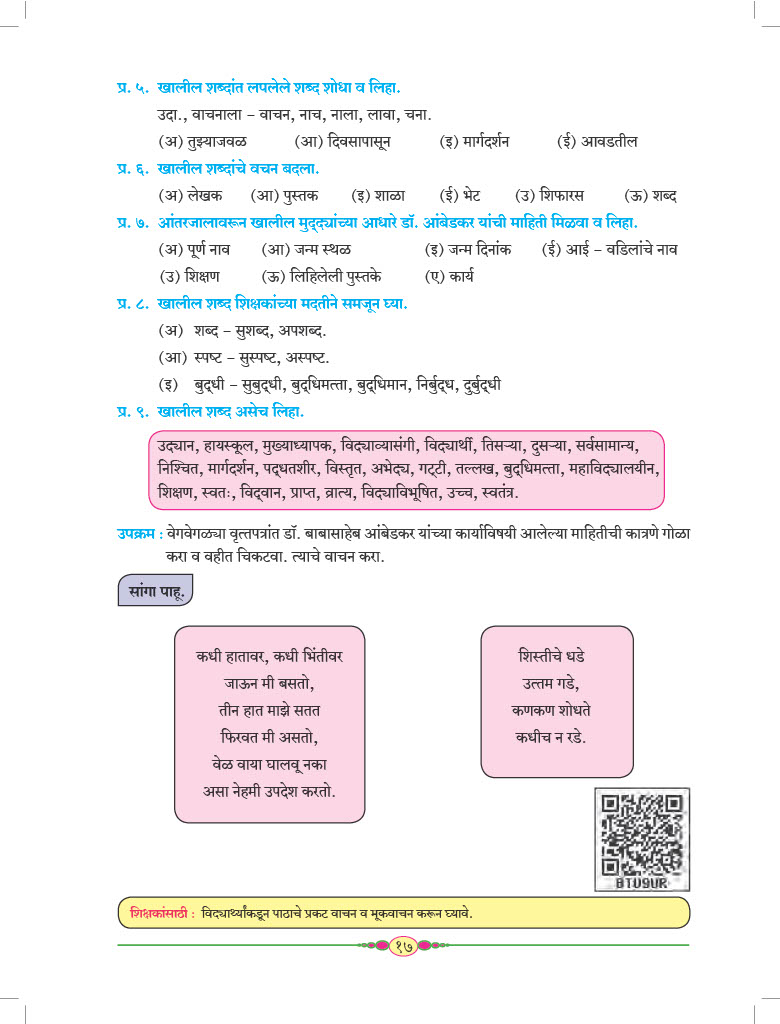 प्र. ५. खालील शब्दांत लपलेले शब्द शोधा व लिहा.
उदा., वाचनाला – वाचन, नाच, नाला, लावा, चना.
(अ) तुझ्याजवळ (आ) दिवसापासून (इ) मार्गदर्शन (ई) आवडतील
प्र. ६. खालील शब्दांचे वचन बदला.
(अ) लेखक (आ) पुस्तक (इ) शाळा (ई) भेट (उ) शिफारस (ऊ) शब्द
प्र. ७. आंतरजालावरून खालील मुद्द्यांच्या आधारे डॉ. आंबेडकर यांची माहिती मिळवा व लिहा.
(अ) पूर्ण नाव (आ) जन्म स्थळ (इ) जन्म दिनांक (ई) आई – वडिलांचे नाव
(उ) शिक्षण (ऊ) लिहिलेली पुस्तके (ए) कार्य
प्र. ८. खालील शब्द शिक्षकांच्या मदतीने समजून घ्या.
(अ) शब्द – सुशब्द, अपशब्द.
(आ) स्पष्ट – सुस्पष्ट, अस्पष्ट.
(इ) बुद्धी – सुबुद्धी, बुद्धिमत्ता, बुद्धिमान, निर्बुद्ध, दुर्बुद्धी
प्र. ९. खालील शब्द असेच लिहा.
उद्यान, हायस्कूल, मुख्याध्यापक, विद्याव्यासंगी, विद्यार्थी, तिसऱ्या, दुसऱ्या, सर्वसामान्य,
निश्चित, मार्गदर्शन, पद्धतशीर, विस्तृत, अभेद्य, गट्टी, तल्लख, बुद्धिमत्ता, महाविद्यालयीन,
शिक्षण, स्वतः, विद्वान, प्राप्त, व्रात्य, विद्याविभूषित, उच्च, स्वतंत्र.
उपक्रम : वेगवेगळ्या वृत्तपत्रांत डॉ. बाबासाहेब आंबेडकर यांच्या कार्याविषयी आलेल्या माहितीची कात्रणे गोळा
करा व वहीत चिकटवा. त्याचे वाचन करा.
सांगा पाहू.
कधी हातावर, कधी भिंतीवर
जाऊन मी बसतो,
तीन हात माझे सतत
फिरवत मी असतो,
वेळ वाया घालवू नका
असा नेहमी उपदेश करतो.
शिस्तीचे धडे
उत्तम गडे,
कणकण शोधते
कधीच न रडे.
BTU9UR
शिक्षकांसाठी : विद्यार्थ्यांकडून पाठाचे प्रकट वाचन व मूकवाचन करून घ्यावे.
१७